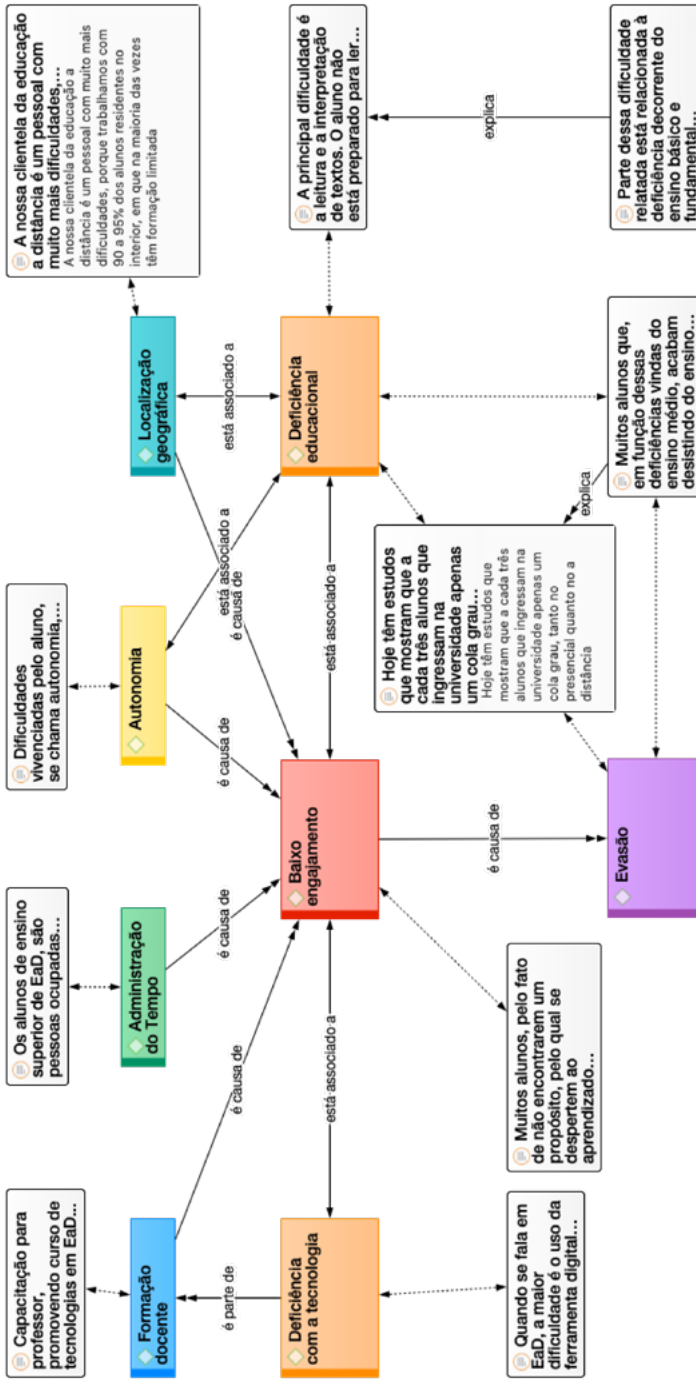 Capacitação para
professor,
promovendo curso de
tecnologias em EaD...
Os alunos de ensino
superior de EaD, são
pessoas ocupadas...
Dificuldades
vivenciadas pelo aluno,
se chama autonomia,...
A nossa clientela da educação
a distância é um pessoal com
muito mais dificuldades,...
A nossa clientela da educação a
distância é um pessoal com muito mais
dificuldades, porque trabalhamos com
90 a 95% dos alunos residentes no
interior, em que na maioria das vezes
têm formação limitada
Formação
docente
Administração
do Tempo
Autonomia
Localização
geográfica
é parte de
é causa de
é causa de
é causa de
está associado a
é causa de
está associado a
Deficiência
com a tecnologia
está associado a
Baixo
engajamento
está associado a
Deficiência
educacional
A principal dificuldade é
a leitura e a interpretação
de textos. O aluno não
está preparado para ler...
Quando se fala em
EaD, a maior
dificuldade é o uso da
ferramenta digital...
Muitos alunos, pelo fato
de não encontrarem um
propósito, pelo qual se
despertem ao
aprendizado...
é causa de
Hoje têm estudos
que mostram que a
cada três alunos que
ingressam na
universidade apenas
um cola grau...
Hoje têm estudos que
mostram que a cada três
alunos que ingressam na
universidade apenas um
cola grau, tanto no
presencial quanto no a
distância
explica
explica
Evasão
Muitos alunos que,
em função dessas
deficiências vindas do
ensino médio, acabam
desistindo do ensino...
Parte dessa dificuldade
relatada está relacionada à
deficiência decorrente do
ensino básico e
fundamental...